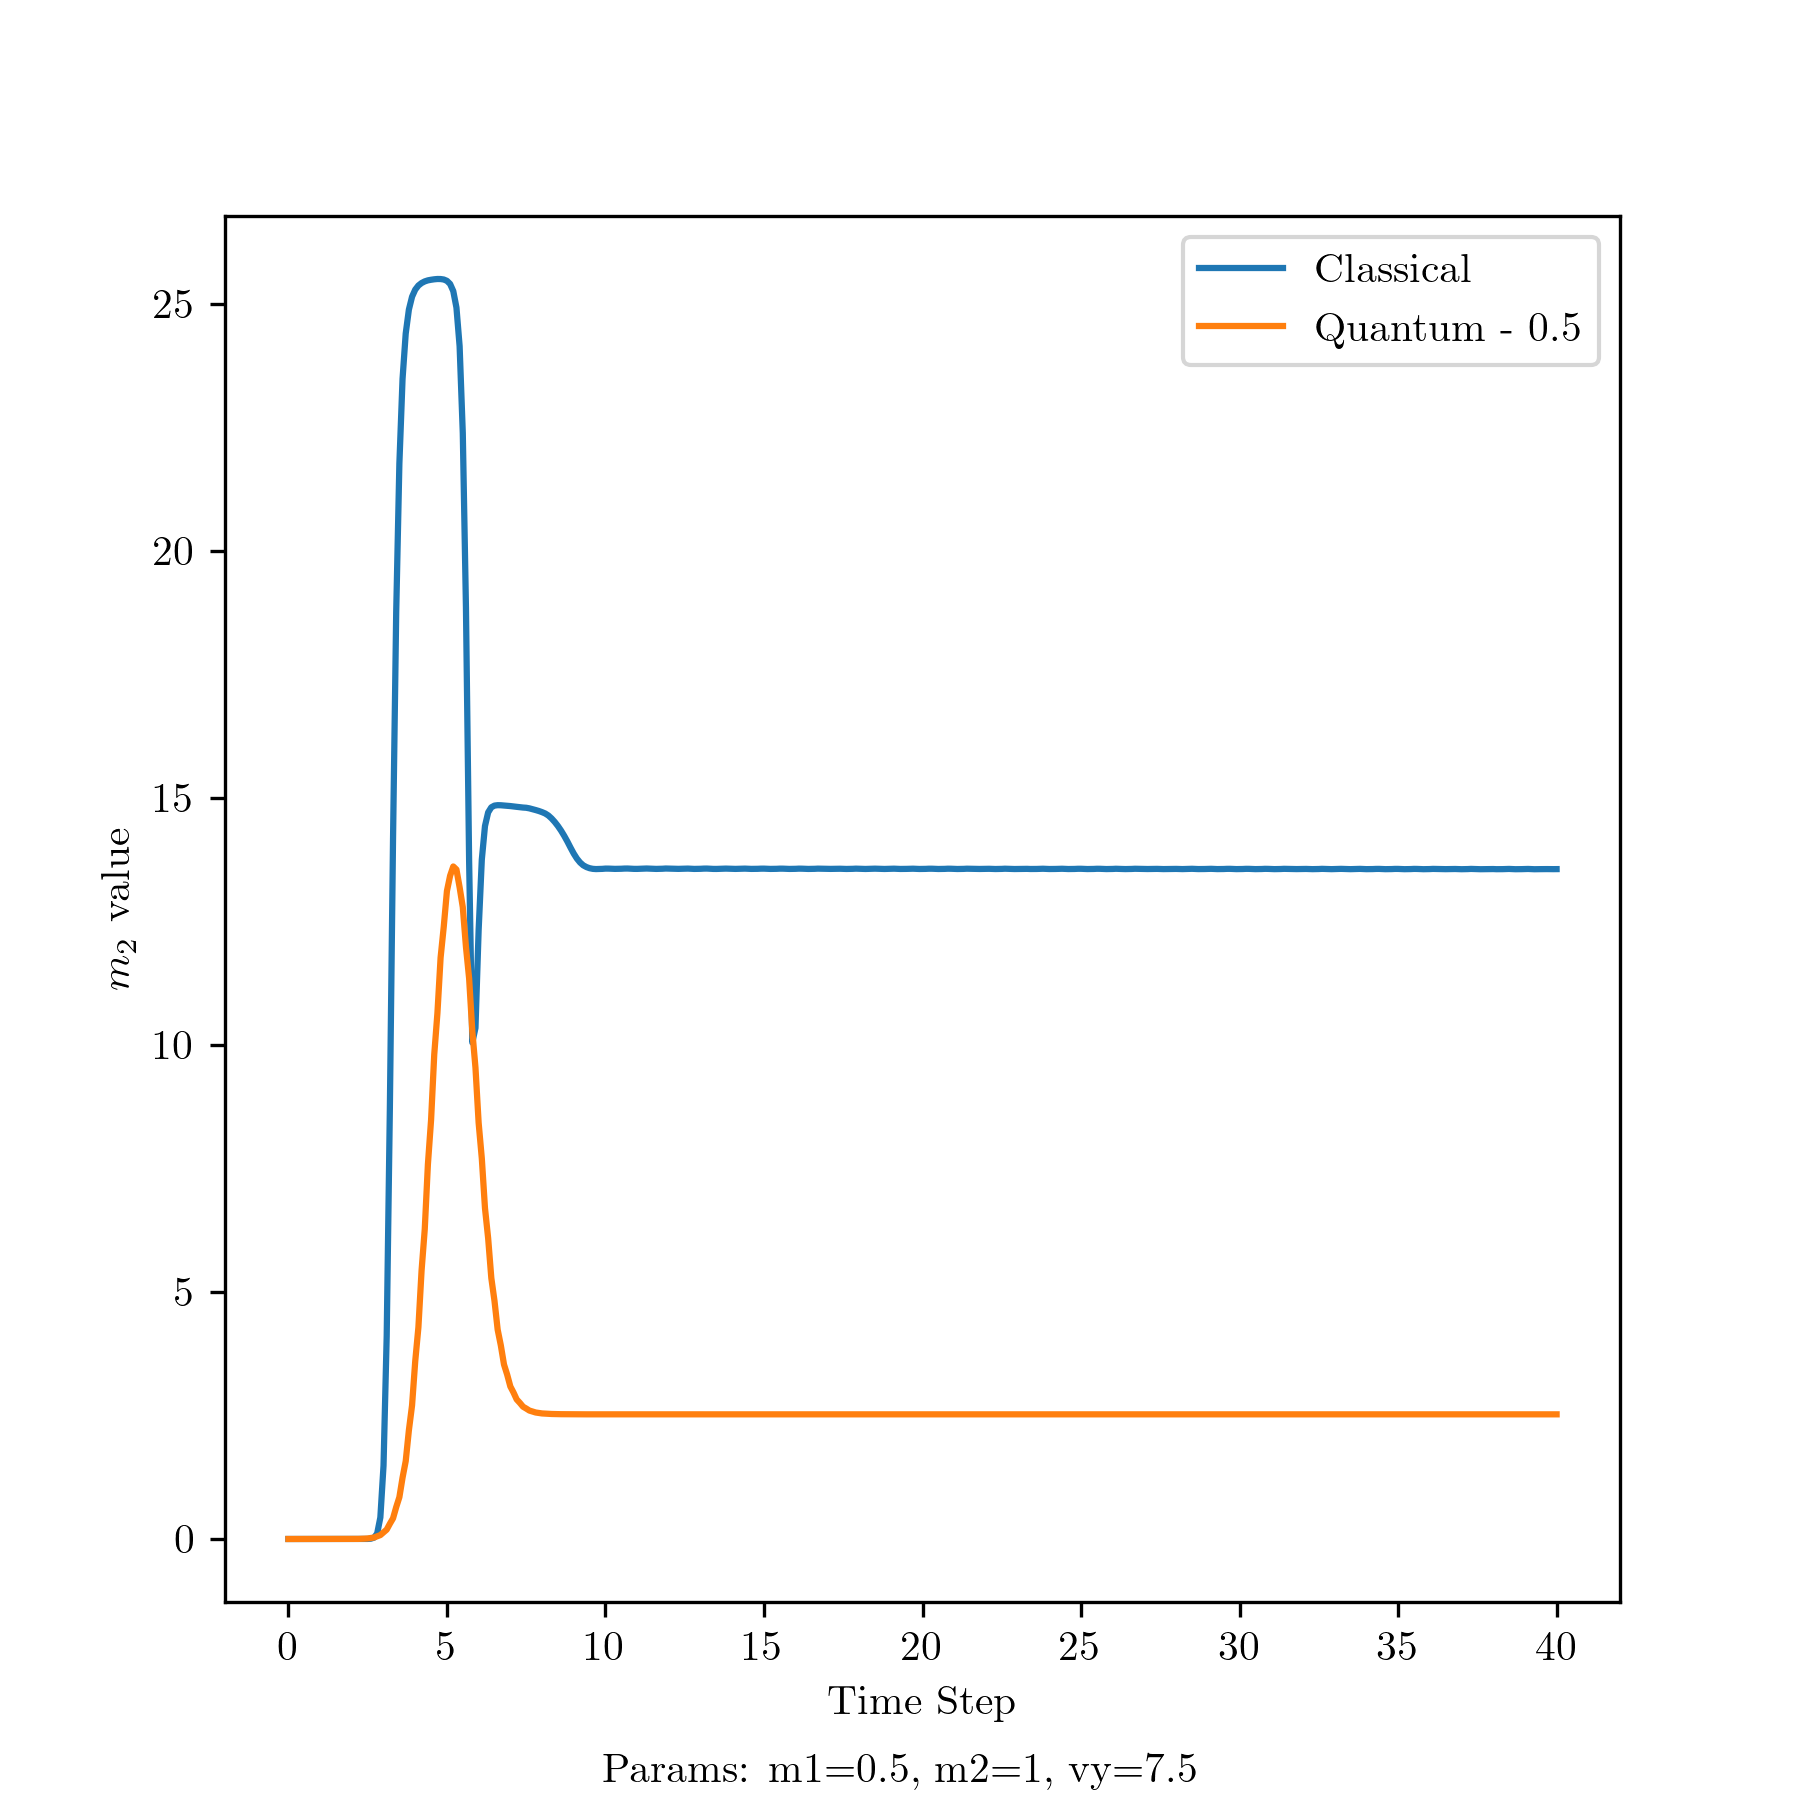 Classical
Quantum - 0.5
25
20
15
10
5
0
m₂ value
0 5 10 15 20 25 30 35 40
Time Step
Params: m1=0.5, m2=1, vy=7.5